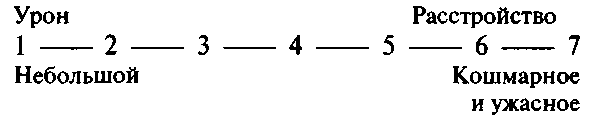 Урон Расстройство
1 — 2 — 3 — 4 — 5 — 6 — 7
Небольшой Кошмарное
и ужасное